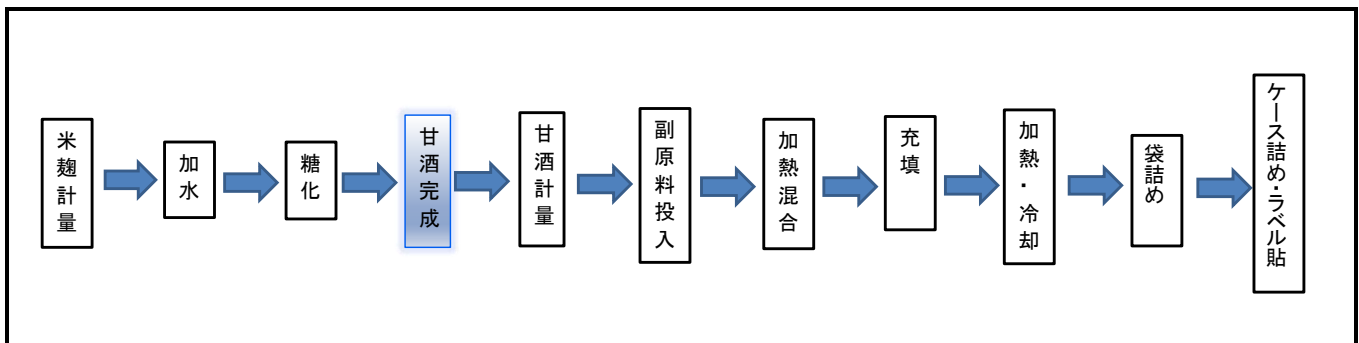 米麹計量
加水
糖化
甘酒完成
甘酒計量
副原料投入
加熱混合
充填
加熱・冷却
袋詰め
ケース詰め・ラベル貼